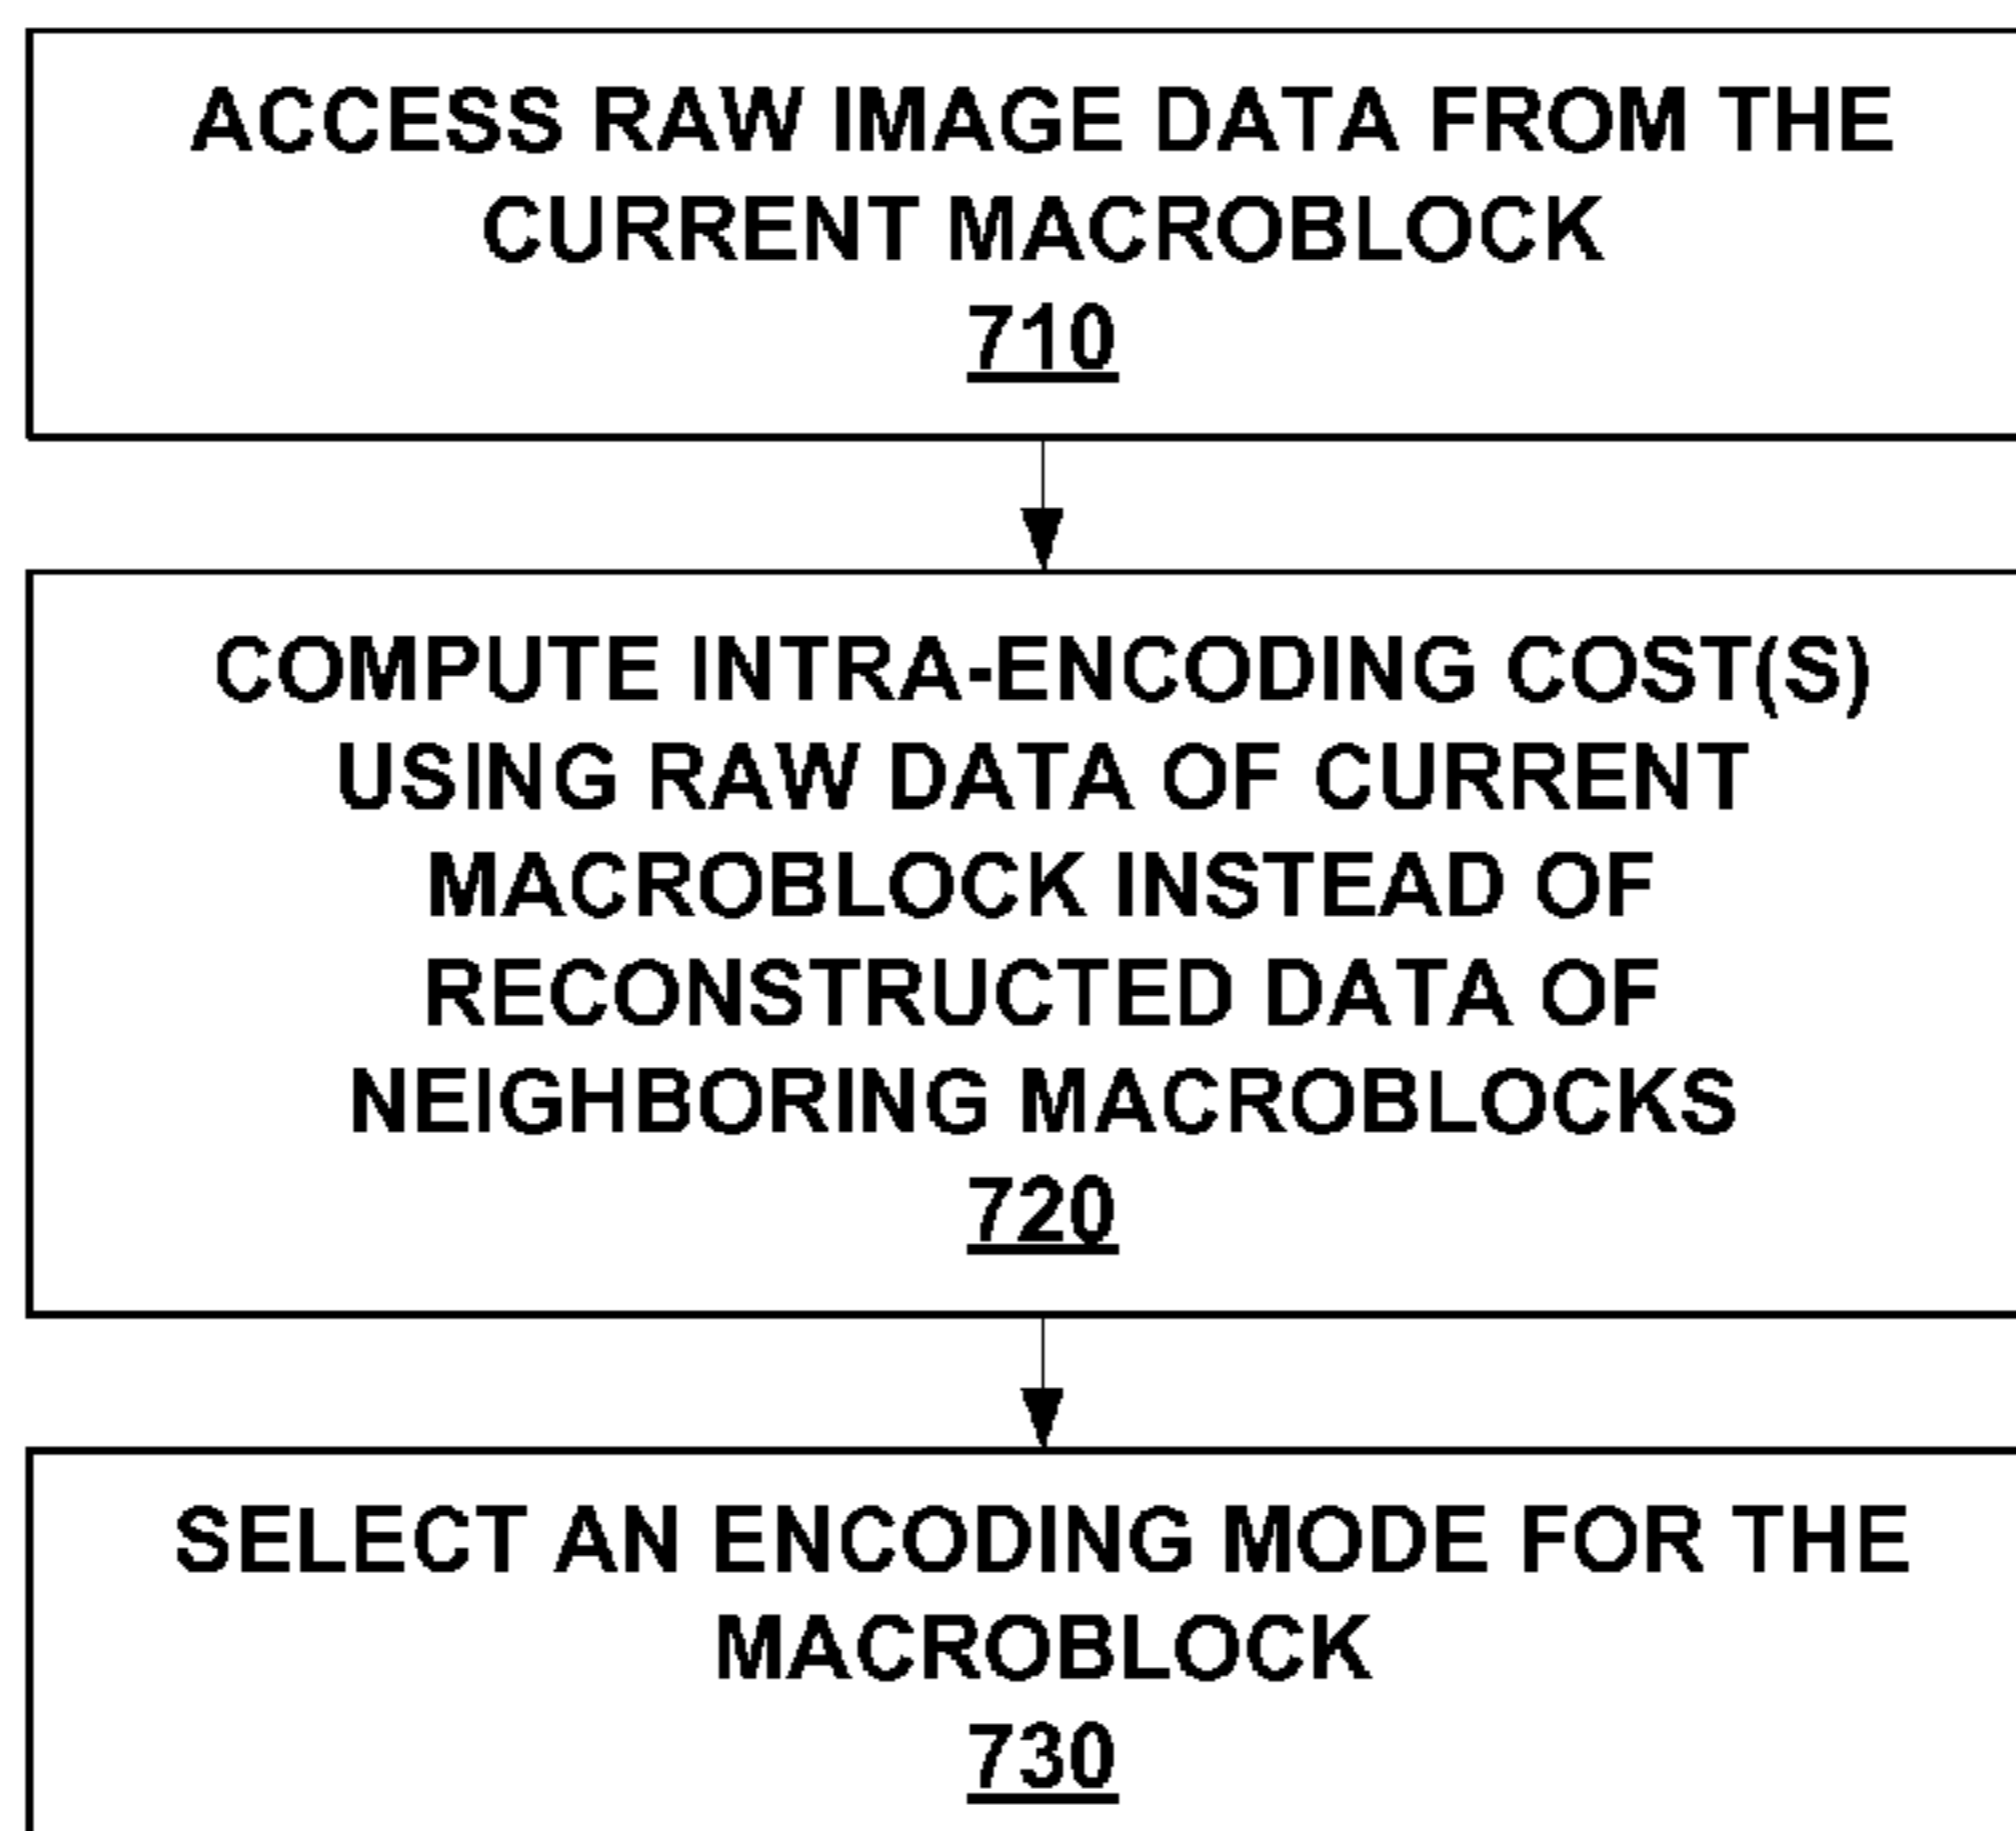 ACCESS RAW IMAGE DATA FROM THE
CURRENT MACROBLOCK
710
COMPUTE INTRA-ENCODING COST(S)
USING RAW DATA OF CURRENT
MACROBLOCK INSTEAD OF
RECONSTRUCTED DATA OF
NEIGHBORING MACROBLOCKS
720
SELECT AN ENCODING MODE FOR THE
MACROBLOCK
730